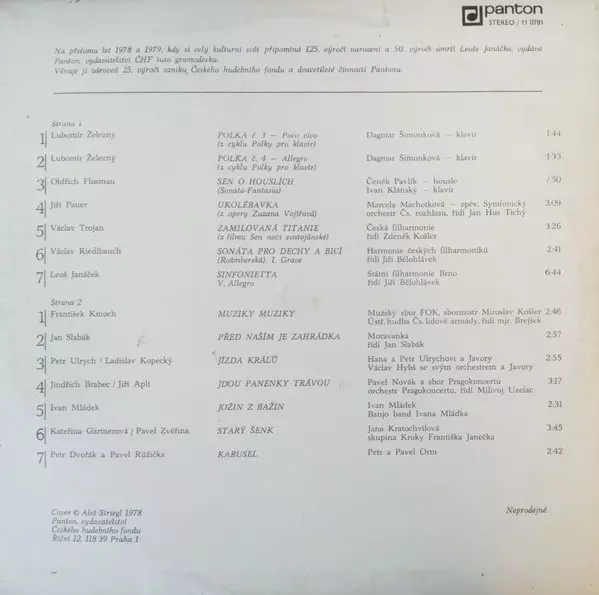 panton
STEREO / 11 0781
Na přelomu let 1978 a 1979, kdy si celý kulturní svět připomíná 125. výročí narození a 50. výročí úmrtí Leoše Janáčka, vydává
Panton, vydavatelství ČHF tuto gramodesku.
Věnuje ji zároveň 25. výročí vzniku Českého hudebního fondu a desetileté činnosti Pantonu.
Strana 1
1 Lubomír Železný POLKA č. 3 — Poco vivo Dagmar Šimonková — klavír 1:44
(z cyklu Polky pro klavír)
2 Lubomír Železný POLKA č. 4 — Allegro Dagmar Šimonková — klavír 1:33
(z cyklu Polky pro klavír)
3 Oldřich Flosman SEN O HOUSLÍCH Čeněk Pavlík — housle /:50
(Sonata-Fantasia) Ivan Klánský — klavír
4 Jiří Pauer UKOLÉBAVKA Marcela Machotková — zpěv, Symfonický 3:09
(z opery Zuzana Vojířová) orchestr Čs. rozhlasu, řídí Jan Hus Tichý
5 Václav Trojan ZAMILOVANÁ TITANIE Česká filharmonie 3:26
(z filmu Sen noci svatojánské) řídí Zdeněk Košler
6 Václav Riedlbauch SONÁTA PRO DECHY A BICÍ Harmonie českých filharmoniků 2:41
(Rožmberská), I. Grave řídí Jiří Bělohlávek
7 Leoš Janáček SINFONIETTA Státní filharmonie Brno 6:44
V. Allegro řídí Jiří Bělohlávek
Strana 2
1 František Kmoch MUZIKY MUZIKY Mužský sbor FOK, sbormistr Miroslav Košler 2:46
Ústř. hudba Čs. lidové armády, řídí mjr. Brejšek
2 Jan Slabák PŘED NAŠIM JE ZAHRÁDKA Moravanka 2:57
řídí Jan Slabák
3 Petr Ulrych / Ladislav Kopecký JÍZDA KRÁLŮ Hana a Petr Ulrychovi a Javory 2:55
Václav Hybš se svým orchestrem a Javory
4 Jindřich Brabec / Jiří Aplt JDOU PANENKY TRÁVOU Pavel Novák a sbor Pragokoncertu 3:17
orchestr Pragokoncertu, řídí Milivoj Uzelac
5 Ivan Mládek JOŽIN Z BAŽIN Ivan Mládek 2:31
Banjo band Ivana Mládka
6 Kateřina Gärtnerová / Pavel Zvěřina STARÝ ŠENK Jana Kratochvílová 3:45
skupina Kroky Františka Janečka
7 Petr Dvořák a Pavel Růžička KARUSEL Petr a Pavel Orm 2:42
Cover © Aleš Striegl 1978
Panton, vydavatelství
Českého hudebního fondu
Říční 12, 118 39 Praha 1
Neprodejné